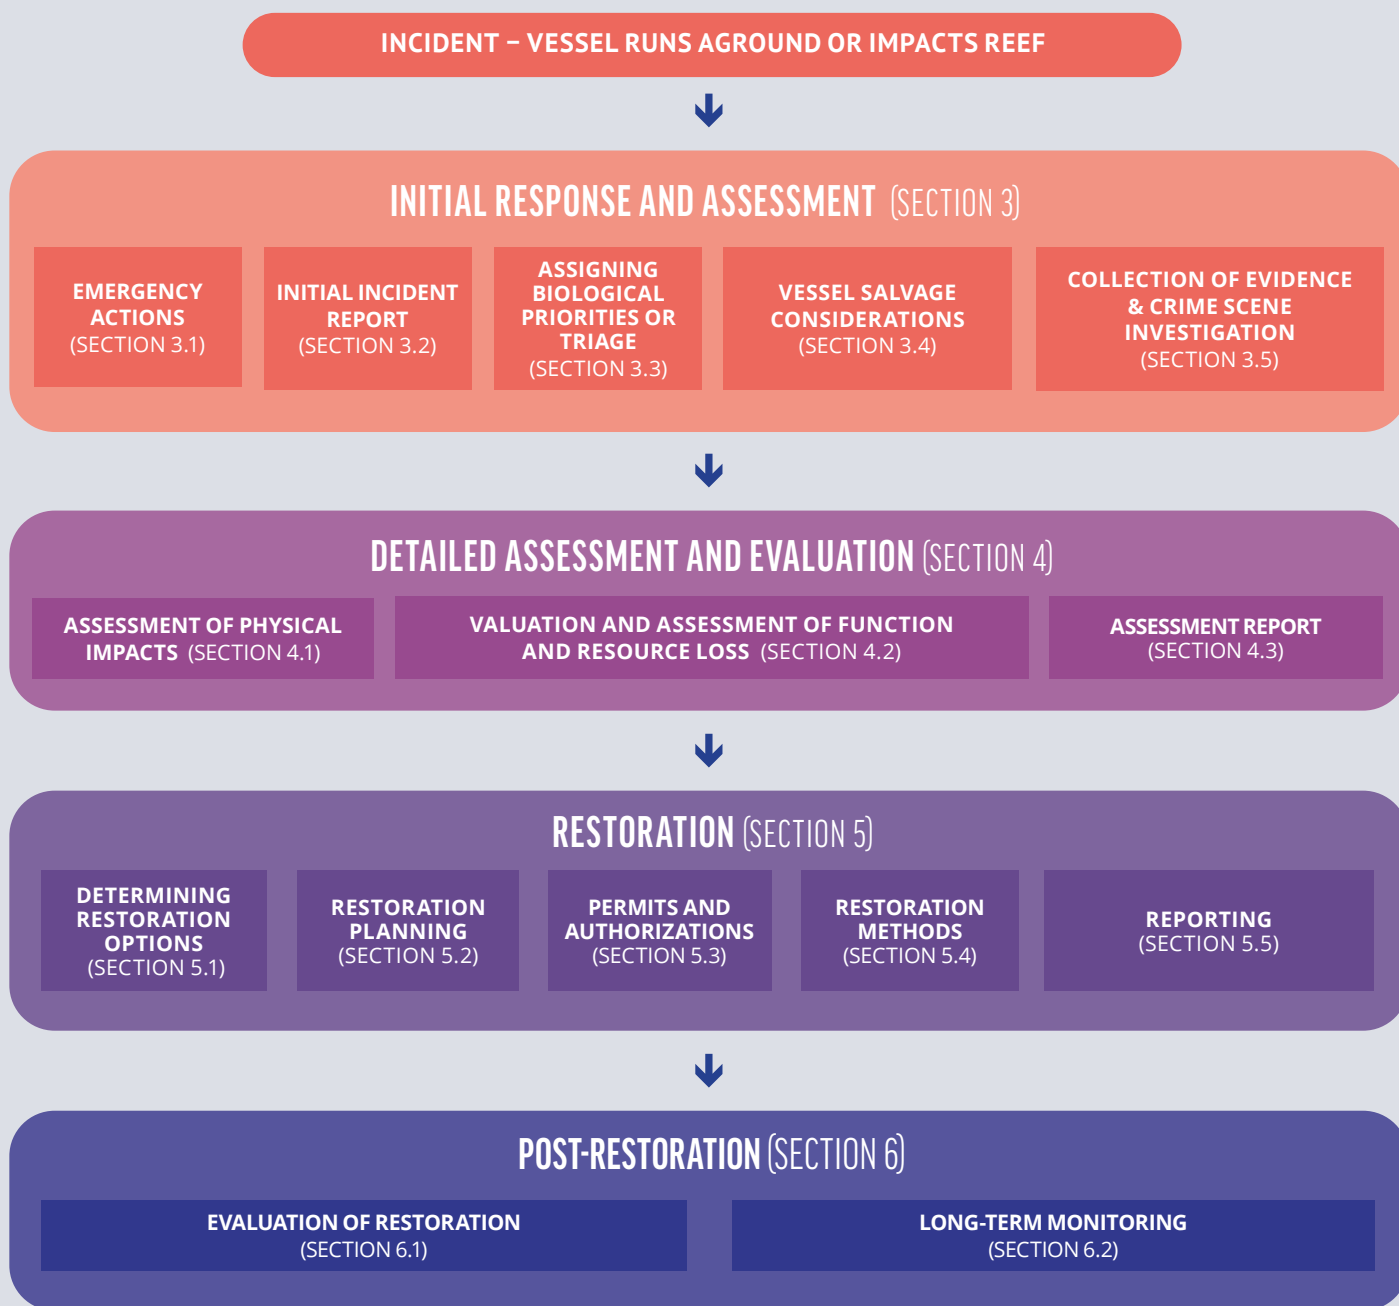 INCIDENT – VESSEL RUNS AGROUND OR IMPACTS REEF
INITIAL RESPONSE AND ASSESSMENT (SECTION 3)
EMERGENCY
ACTIONS
(SECTION 3.1)
INITIAL INCIDENT
REPORT
(SECTION 3.2)
ASSIGNING
BIOLOGICAL
PRIORITIES OR
TRIAGE
(SECTION 3.3)
VESSEL SALVAGE
CONSIDERATIONS
(SECTION 3.4)
COLLECTION OF EVIDENCE
& CRIME SCENE
INVESTIGATION
(SECTION 3.5)
DETAILED ASSESSMENT AND EVALUATION (SECTION 4)
ASSESSMENT OF PHYSICAL
IMPACTS (SECTION 4.1)
VALUATION AND ASSESSMENT OF FUNCTION
AND RESOURCE LOSS (SECTION 4.2)
ASSESSMENT REPORT
(SECTION 4.3)
RESTORATION (SECTION 5)
DETERMINING
RESTORATION
OPTIONS
(SECTION 5.1)
RESTORATION
PLANNING
(SECTION 5.2)
PERMITS AND
AUTHORIZATIONS
(SECTION 5.3)
RESTORATION
METHODS
(SECTION 5.4)
REPORTING
(SECTION 5.5)
POST-RESTORATION (SECTION 6)
EVALUATION OF RESTORATION
(SECTION 6.1)
LONG-TERM MONITORING
(SECTION 6.2)